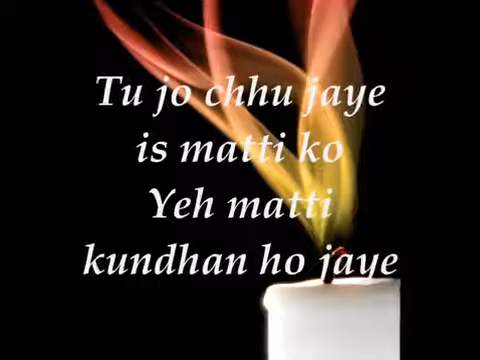 Tu jo chhu jaye
is matti ko
Yeh matti
kundhan ho jaye